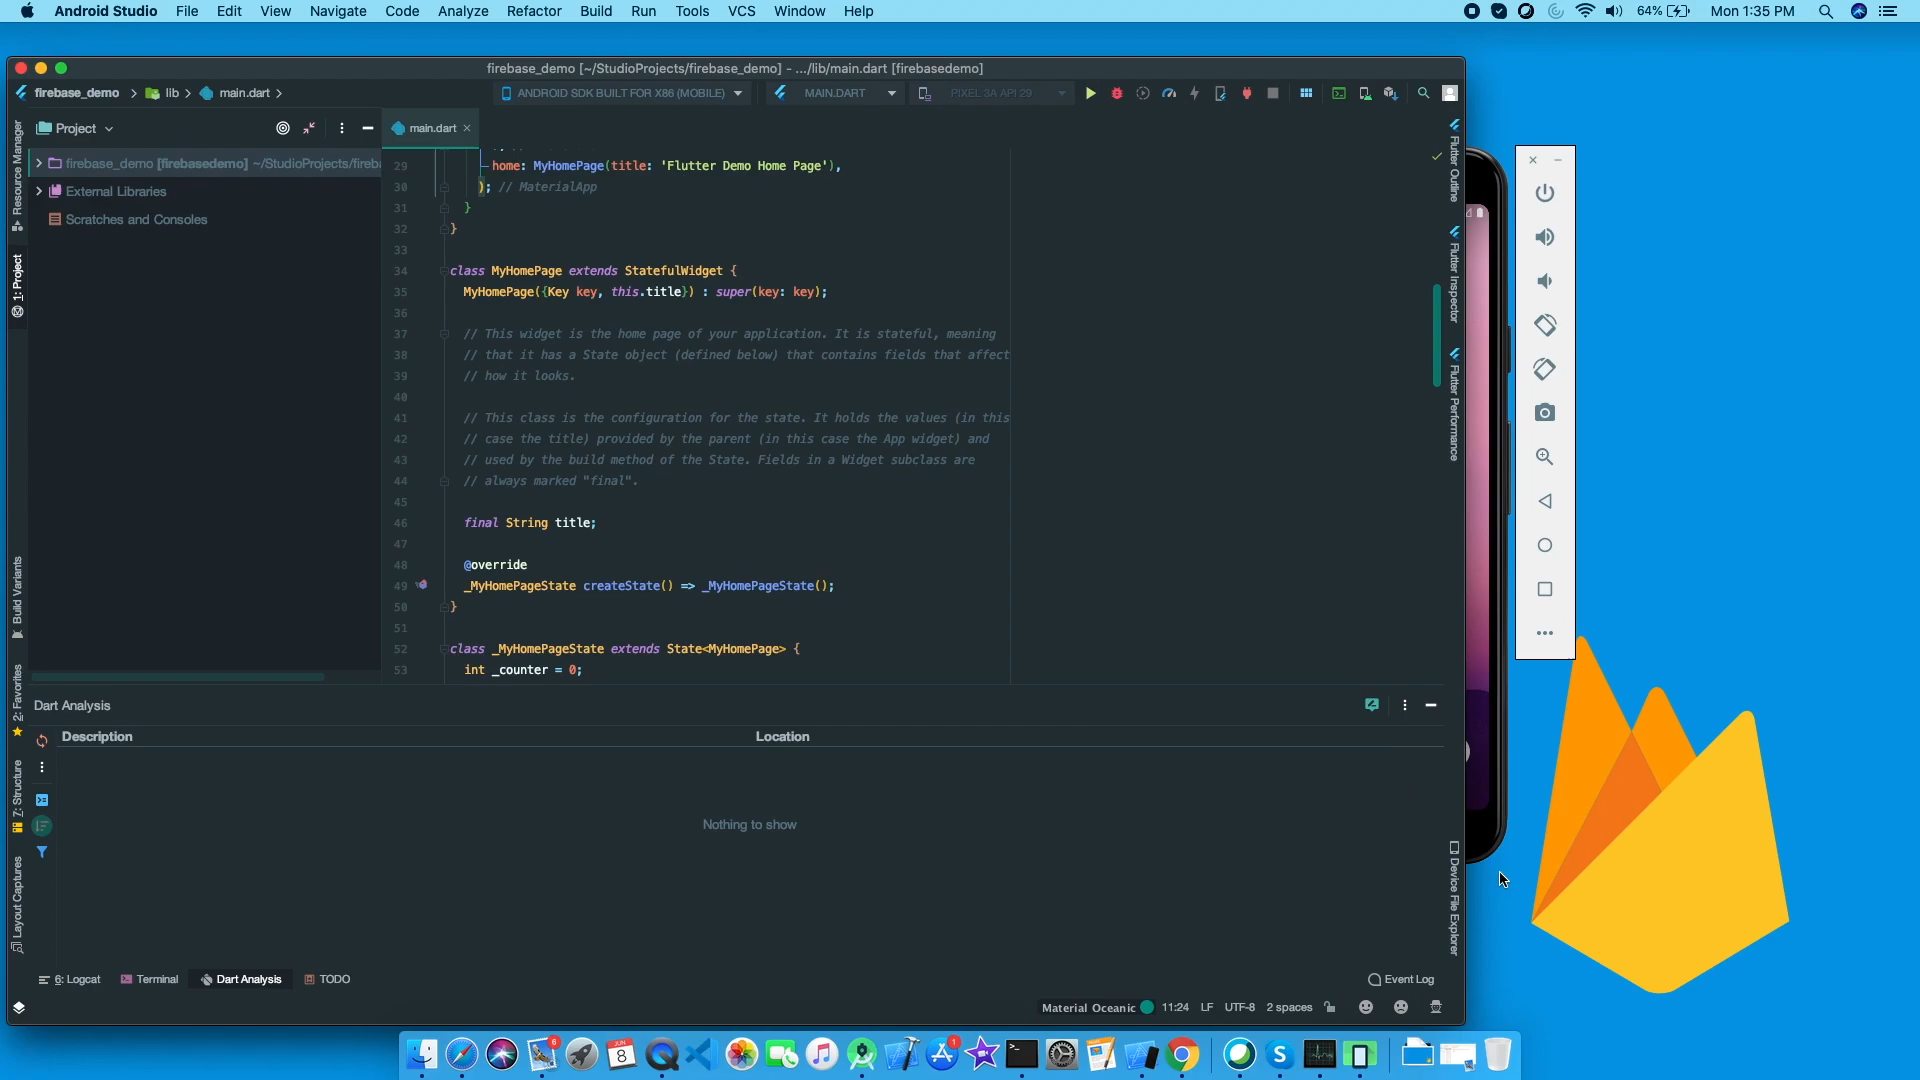 Android Studio File Edit View Navigate Code Analyze Refactor Build Run Tools VCS Window Help 64% Mon 1:35 PM
firebase_demo [~/StudioProjects/firebase_demo] - .../lib/main.dart [firebasedemo]
firebase_demo lib main.dart ANDROID SDK BUILT FOR X86 (MOBILE) MAIN.DART PIXEL 3A API 29
Project main.dart
firebase_demo [firebasedemo] ~/StudioProjects/fireb
External Libraries
Scratches and Consoles
Resource Manager
1: Project
Build Variants
2: Favorites
7: Structure
Layout Captures
29 home: MyHomePage(title: 'Flutter Demo Home Page'),
30 ); // MaterialApp
31 }
32 }
33
34 class MyHomePage extends StatefulWidget {
35 MyHomePage({Key key, this.title}) : super(key: key);
36
37 // This widget is the home page of your application. It is stateful, meaning
38 // that it has a State object (defined below) that contains fields that affect
39 // how it looks.
40
41 // This class is the configuration for the state. It holds the values (in this
42 // case the title) provided by the parent (in this case the App widget) and
43 // used by the build method of the State. Fields in a Widget subclass are
44 // always marked "final".
45
46 final String title;
47
48 @override
49 _MyHomePageState createState() => _MyHomePageState();
50 }
51
52 class _MyHomePageState extends State<MyHomePage> {
53 int _counter = 0;
Flutter Outline
Flutter Inspector
Flutter Performance
Device File Explorer
Dart Analysis
Description Location
Nothing to show
6: Logcat Terminal Dart Analysis TODO Event Log
Material Oceanic 11:24 LF UTF-8 2 spaces
6
JUN
8
1